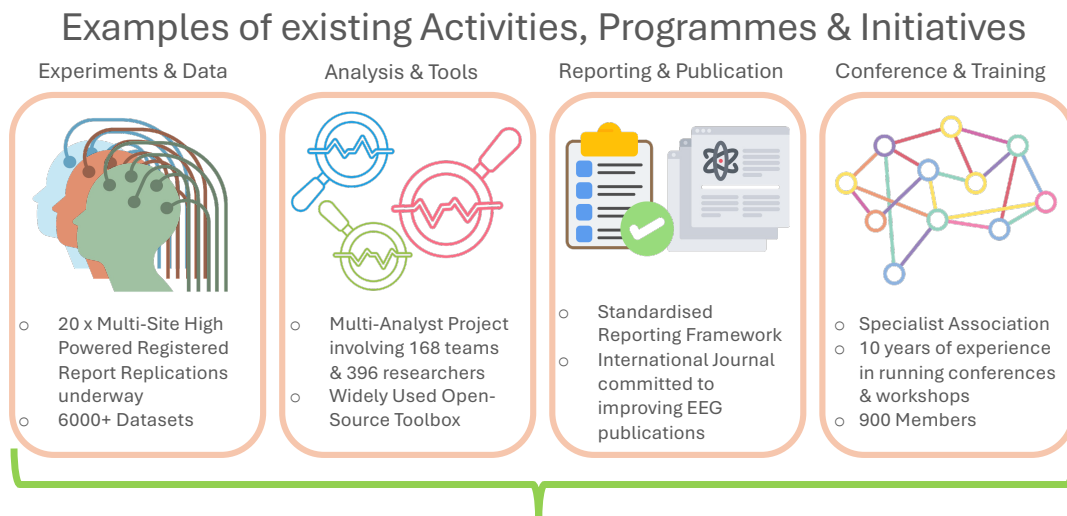 Examples of existing Activities, Programmes & Initiatives
Experiments & Data
○ 20 x Multi-Site High
Powered Registered
Report Replications
underway
○ 6000+ Datasets
Analysis & Tools
○ Multi-Analyst Project
involving 168 teams
& 396 researchers
○ Widely Used Open-
Source Toolbox
Reporting & Publication
○ Standardised
Reporting Framework
○ International Journal
committed to
improving EEG
publications
Conference & Training
○ Specialist Association
○ 10 years of experience
in running conferences
& workshops
○ 900 Members